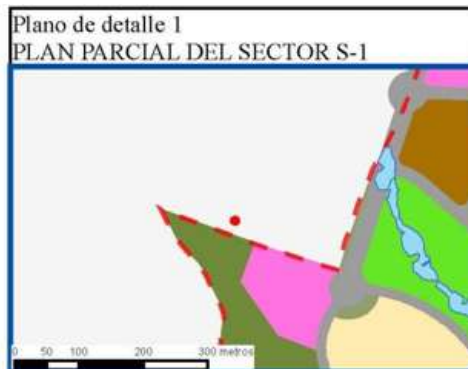 Plano de detalle 1
PLAN PARCIAL DEL SECTOR S-1
0 50 100 200 300 metros